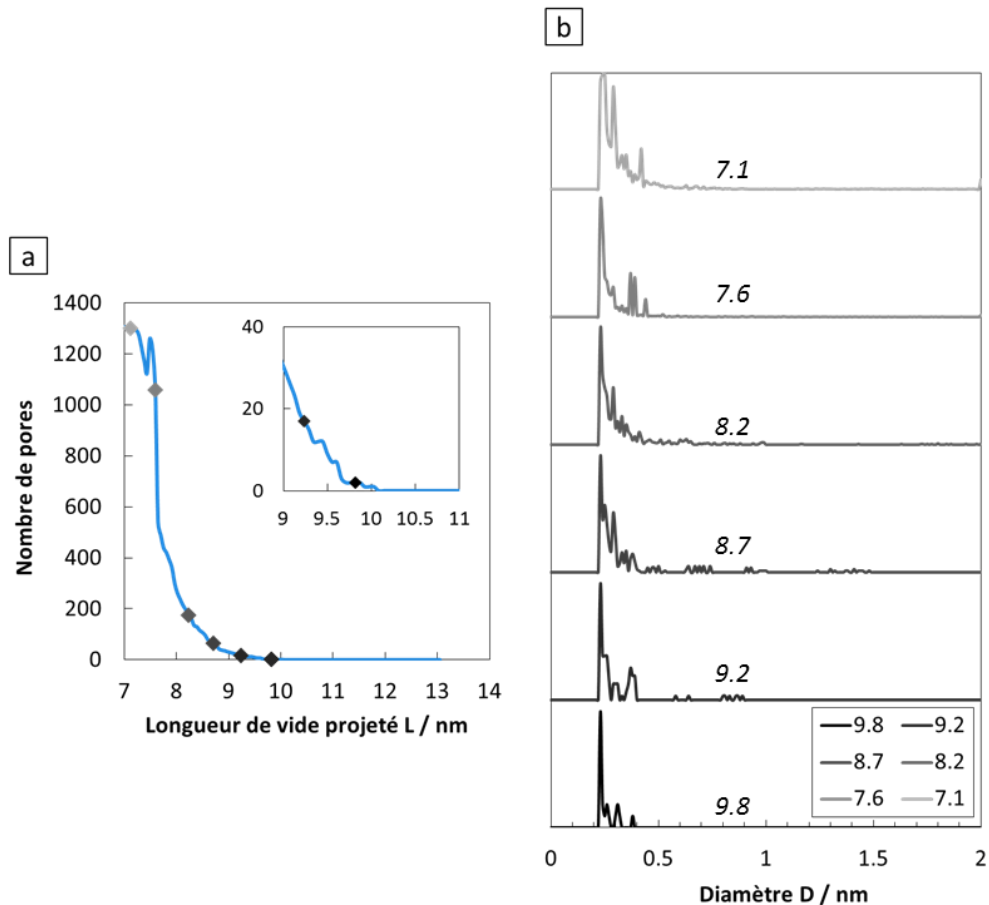 a
1400
1200
1000
800
600
400
200
0
Nombre de pores
7 8 9 10 11 12 13 14
Longueur de vide projeté L / nm
40
20
0
9 9.5 10 10.5 11
b
7.1
7.6
8.2
8.7
9.2
9.8
9.8 9.2
8.7 8.2
7.6 7.1
0 0.5 1 1.5 2
Diamètre D / nm